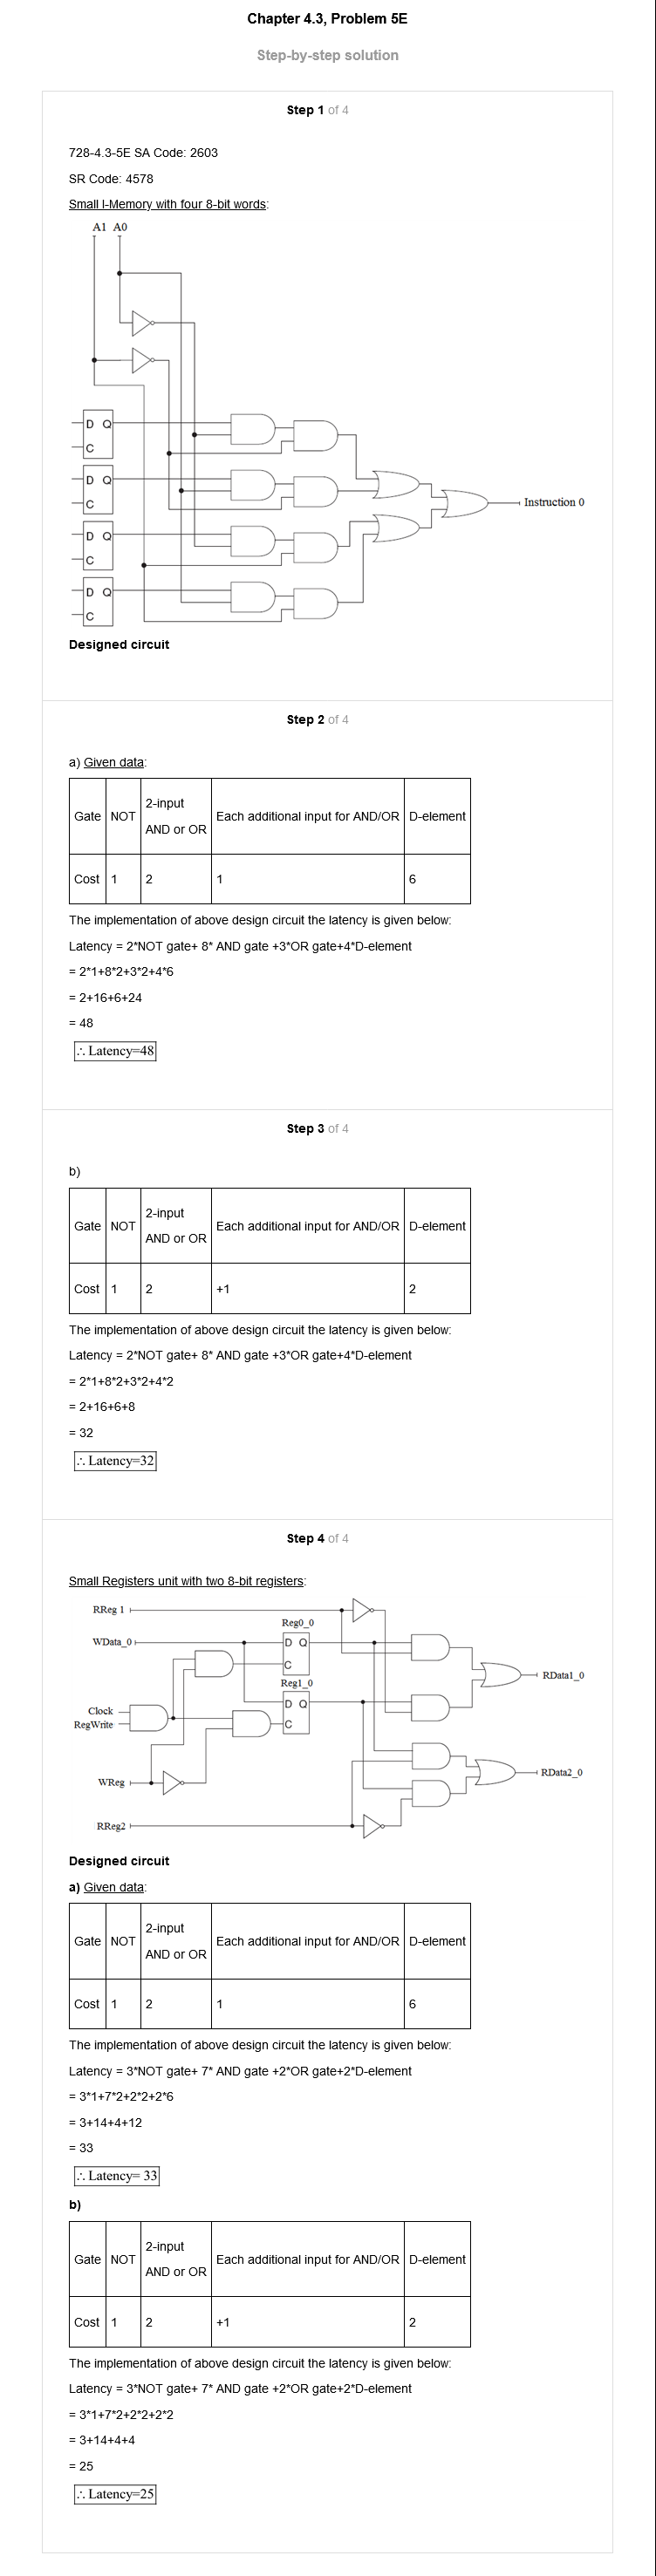 Chapter 4.3, Problem 5E
Step-by-step solution
Step 1 of 4
728-4.3-5E SA Code: 2603
SR Code: 4578
Small I-Memory with four 8-bit words:
A1 A0
D Q
C
D Q
C
D Q
C
D Q
C
Instruction 0
Designed circuit
Step 2 of 4
a) Given data:
Gate NOT 2-input AND or OR Each additional input for AND/OR D-element
Cost 1 2 1 6
The implementation of above design circuit the latency is given below:
Latency = 2*NOT gate+ 8* AND gate +3*OR gate+4*D-element
= 2*1+8*2+3*2+4*6
= 2+16+6+24
= 48
∴ Latency=48
Step 3 of 4
b)
Gate NOT 2-input AND or OR Each additional input for AND/OR D-element
Cost 1 2 +1 2
The implementation of above design circuit the latency is given below:
Latency = 2*NOT gate+ 8* AND gate +3*OR gate+4*D-element
= 2*1+8*2+3*2+4*2
= 2+16+6+8
= 32
∴ Latency=32
Step 4 of 4
Small Registers unit with two 8-bit registers:
RReg 1
Reg0_0
WData_0
D Q
C
RData1_0
Reg1_0
D Q
C
Clock
RegWrite
RData2_0
WReg
RReg2
Designed circuit
a) Given data:
Gate NOT 2-input AND or OR Each additional input for AND/OR D-element
Cost 1 2 1 6
The implementation of above design circuit the latency is given below:
Latency = 3*NOT gate+ 7* AND gate +2*OR gate+2*D-element
= 3*1+7*2+2*2+2*6
= 3+14+4+12
= 33
∴ Latency= 33
b)
Gate NOT 2-input AND or OR Each additional input for AND/OR D-element
Cost 1 2 +1 2
The implementation of above design circuit the latency is given below:
Latency = 3*NOT gate+ 7* AND gate +2*OR gate+2*D-element
= 3*1+7*2+2*2+2*2
= 3+14+4+4
= 25
∴ Latency=25